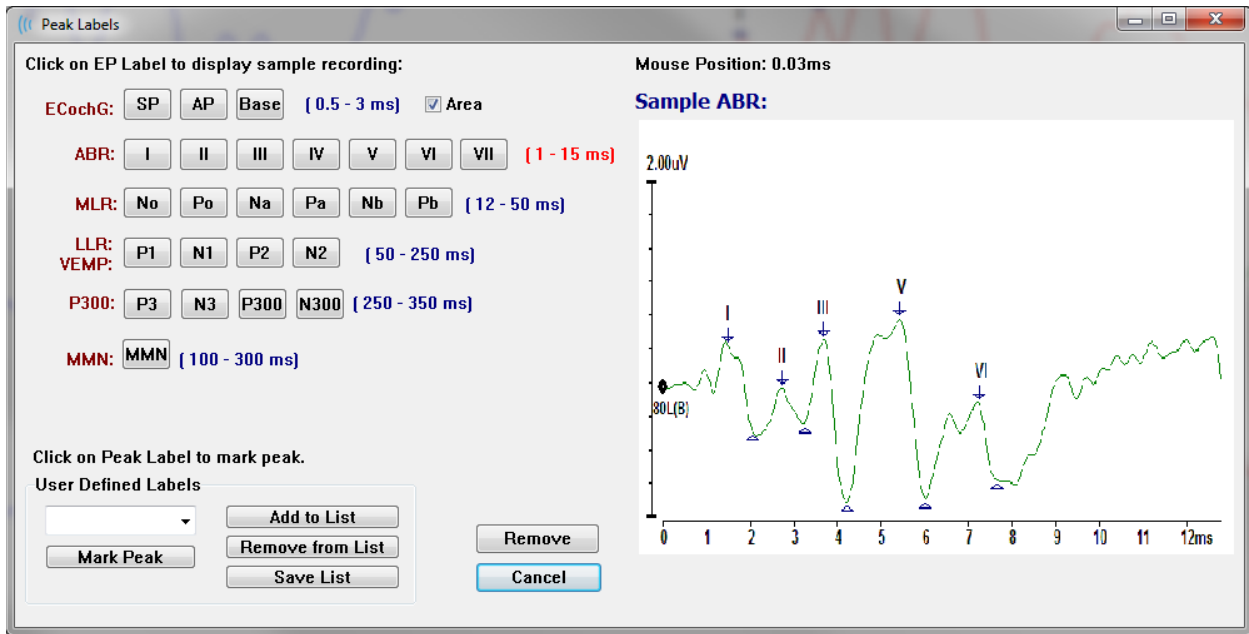 Peak Labels
Click on EP Label to display sample recording:
ECochG: SP AP Base ( 0.5 - 3 ms) Area
ABR: I II III IV V VI VII ( 1 - 15 ms)
MLR: No Po Na Pa Nb Pb ( 12 - 50 ms)
LLR:
VEMP: P1 N1 P2 N2 ( 50 - 250 ms)
P300: P3 N3 P300 N300 ( 250 - 350 ms)
MMN: MMN ( 100 - 300 ms)
Click on Peak Label to mark peak.
User Defined Labels
Add to List
Mark Peak
Remove from List
Save List
Remove
Cancel
Mouse Position: 0.03ms
Sample ABR:
2.00uV
I II III V VI
80L(B)
0 1 2 3 4 5 6 7 8 9 10 11 12ms